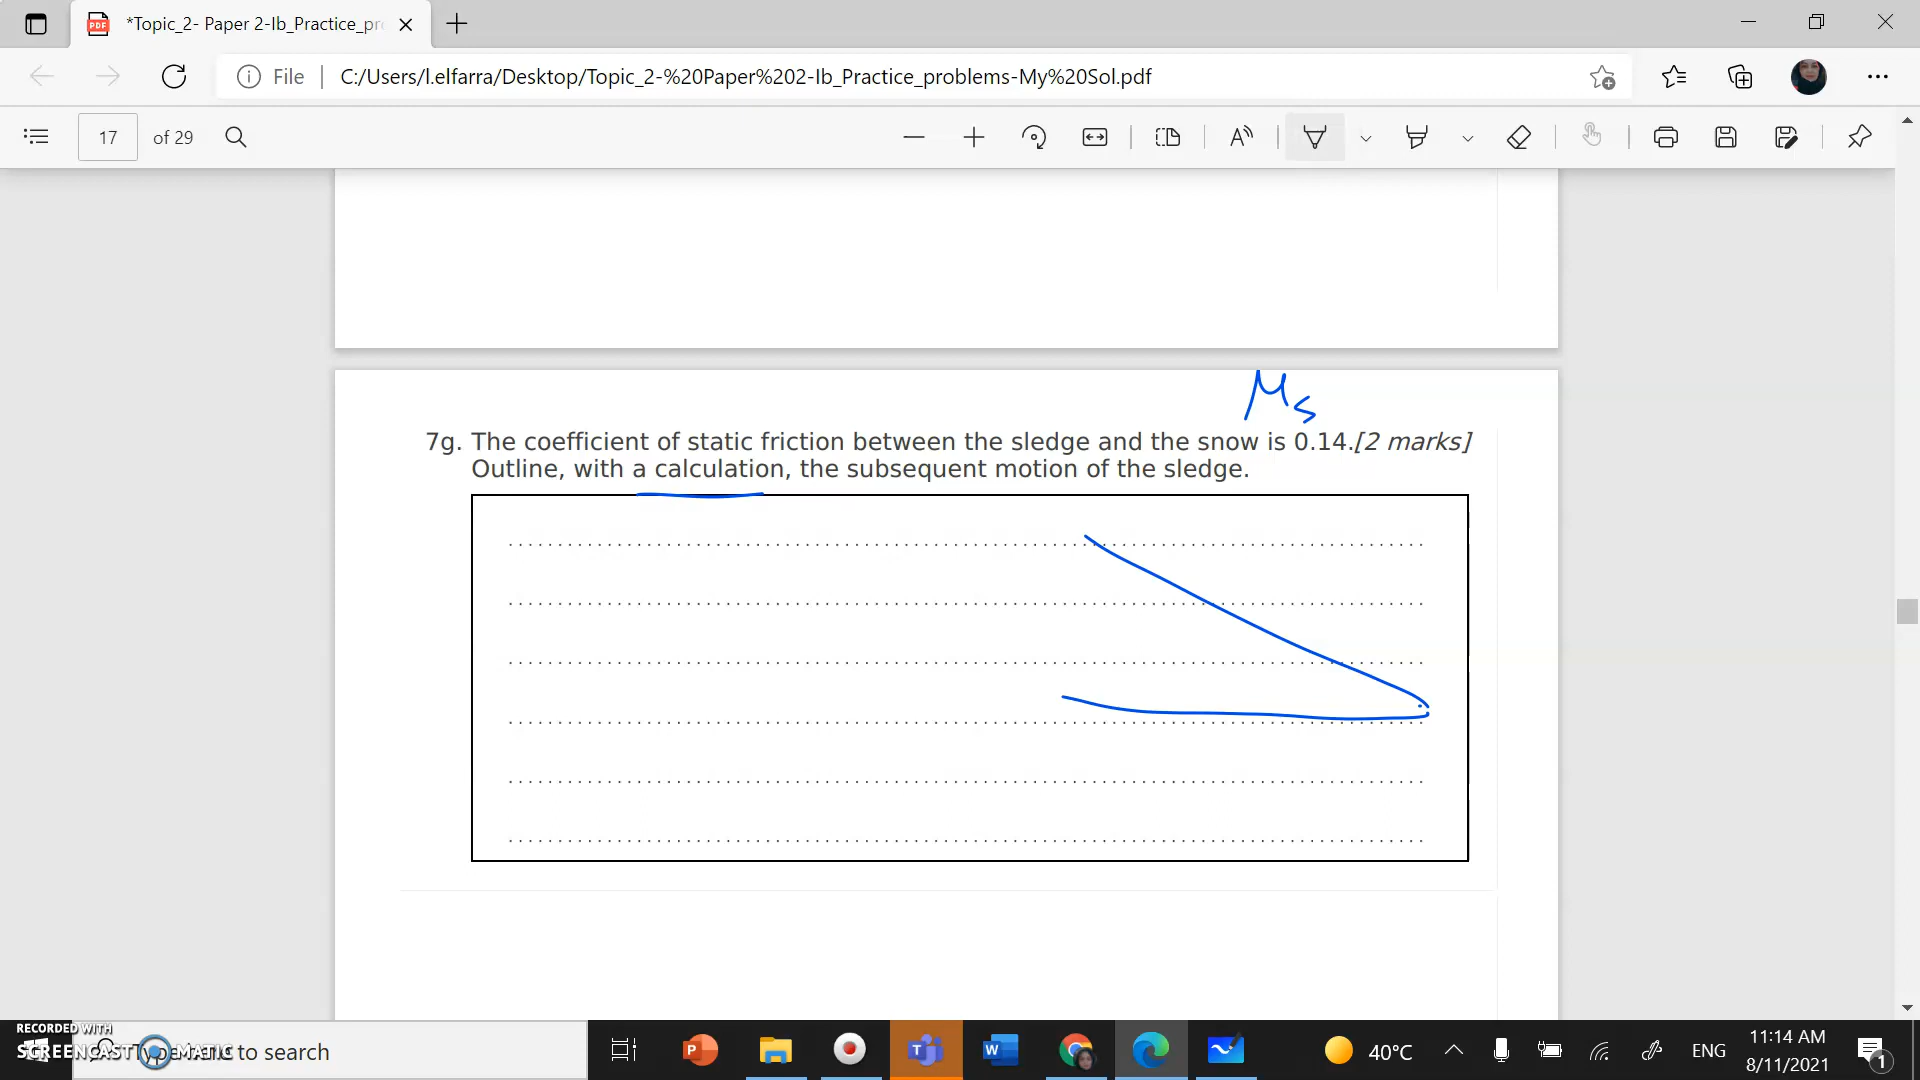 *Topic_2- Paper 2-Ib_Practice_pr
File
C:/Users/l.elfarra/Desktop/Topic_2-%20Paper%202-Ib_Practice_problems-My%20Sol.pdf
17 of 29
μs
7g. The coefficient of static friction between the sledge and the snow is 0.14. [2 marks]
Outline, with a calculation, the subsequent motion of the sledge.
RECORDED WITH
SCREENCAST MATIC
to search
40°C
ENG
11:14 AM
8/11/2021
1